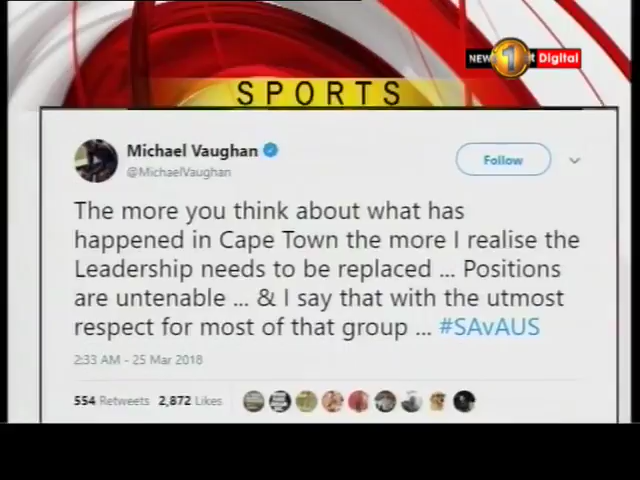 NEWS 1st Digital
SPORTS
Michael Vaughan
@MichaelVaughan
Follow
The more you think about what has
happened in Cape Town the more I realise the
Leadership needs to be replaced ... Positions
are untenable ... & I say that with the utmost
respect for most of that group ... #SAvAUS
2:33 AM - 25 Mar 2018
554 Retweets 2,872 Likes